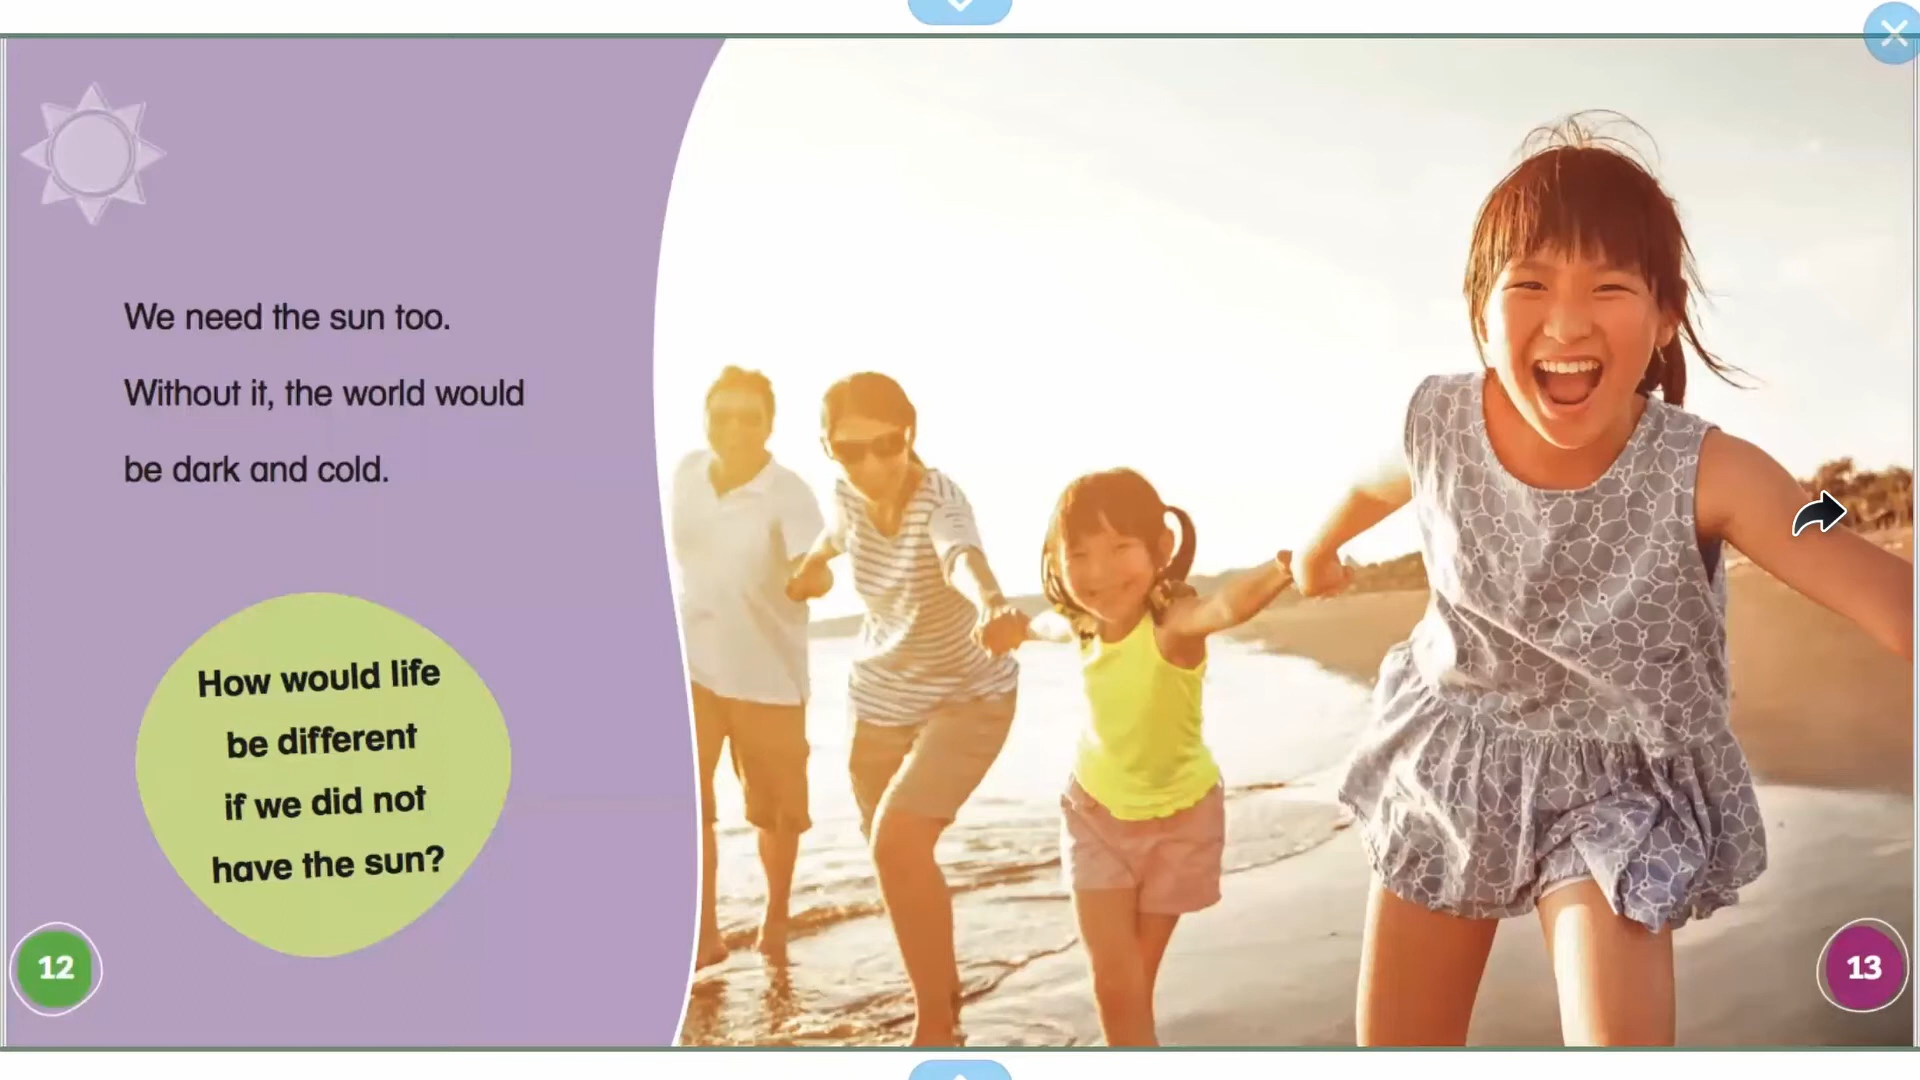 We need the sun too.
Without it, the world would
be dark and cold.
How would life
be different
if we did not
have the sun?
12
13